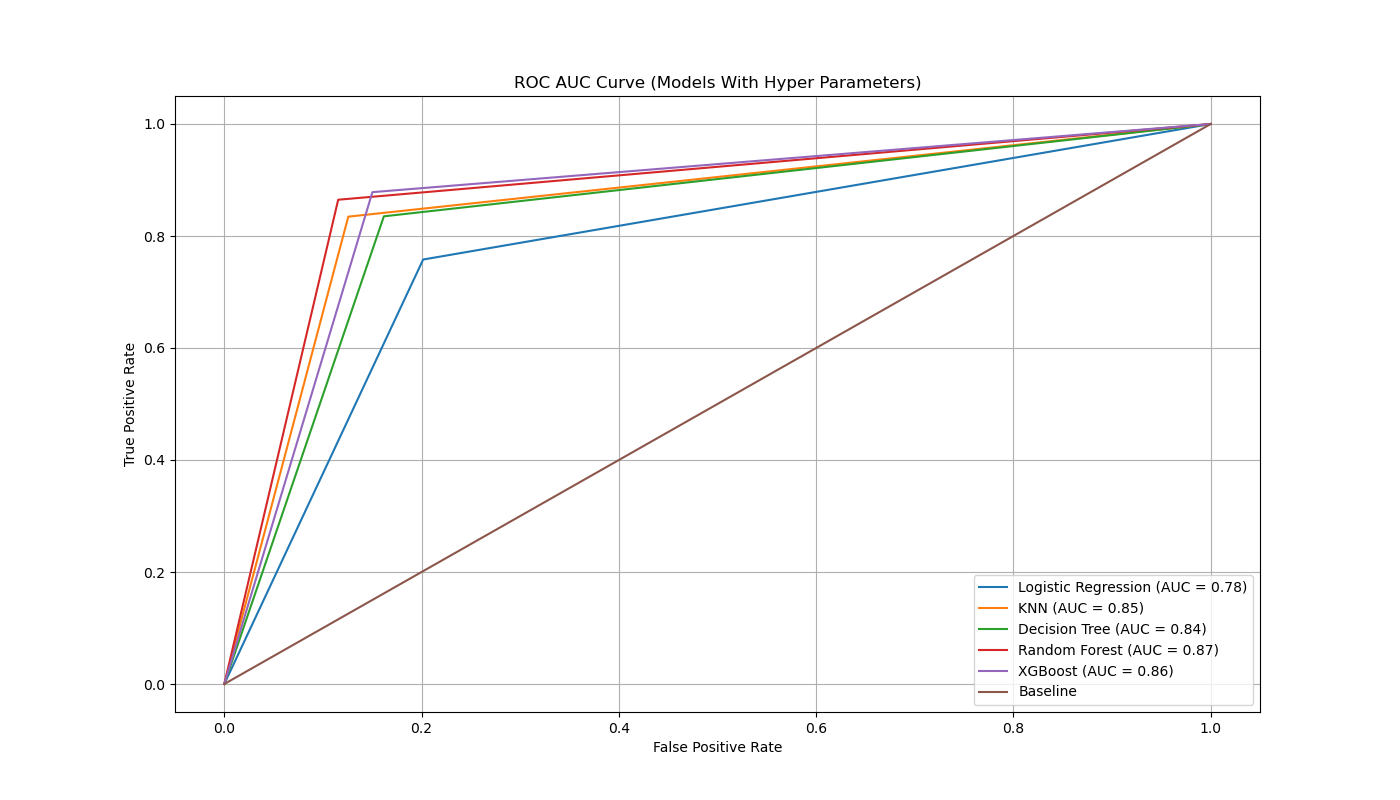 ROC AUC Curve (Models With Hyper Parameters)
True Positive Rate
1.0
0.8
0.6
0.4
0.2
0.0
0.0 0.2 0.4 0.6 0.8 1.0
False Positive Rate
Logistic Regression (AUC = 0.78)
KNN (AUC = 0.85)
Decision Tree (AUC = 0.84)
Random Forest (AUC = 0.87)
XGBoost (AUC = 0.86)
Baseline